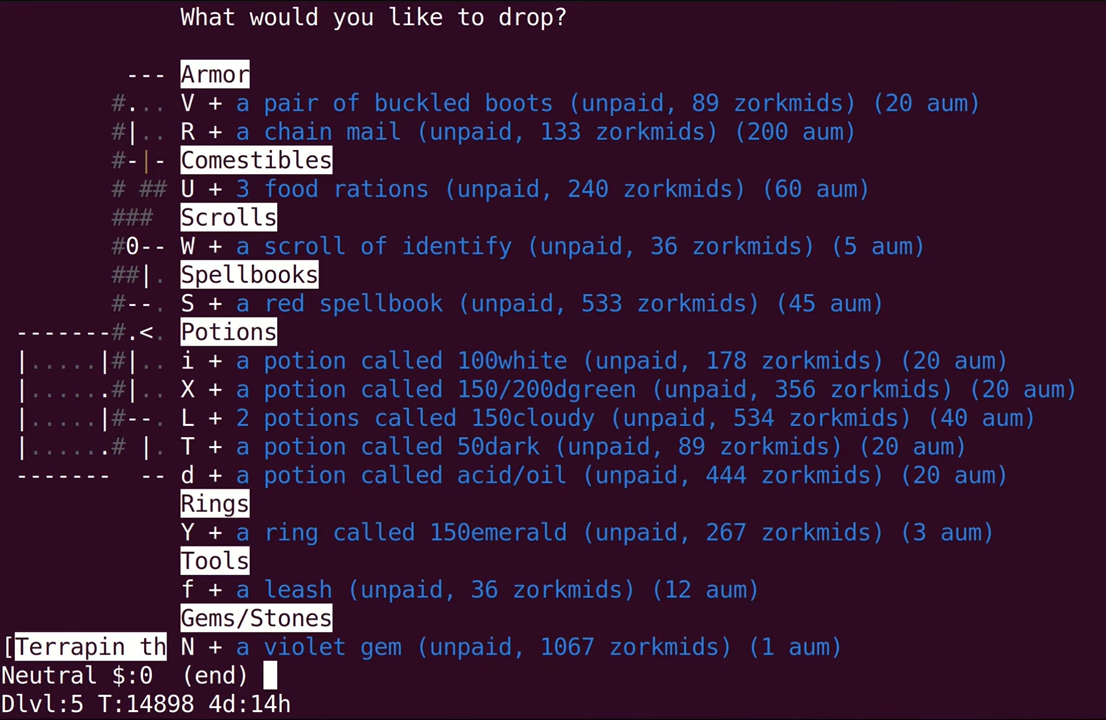 What would you like to drop?

        --- Armor
       #.... V + a pair of buckled boots (unpaid, 89 zorkmids) (20 aum)
       #|.. R + a chain mail (unpaid, 133 zorkmids) (200 aum)
       #-|- Comestibles
       # ## U + 3 food rations (unpaid, 240 zorkmids) (60 aum)
       ###  Scrolls
       #0-- W + a scroll of identify (unpaid, 36 zorkmids) (5 aum)
       ##|. Spellbooks
       #--. S + a red spellbook (unpaid, 533 zorkmids) (45 aum)
-------#.<. Potions
|.....|#|.. i + a potion called 100white (unpaid, 178 zorkmids) (20 aum)
|.......#|.. X + a potion called 150/200dgreen (unpaid, 356 zorkmids) (20 aum)
|.....|#--. L + 2 potions called 150cloudy (unpaid, 534 zorkmids) (40 aum)
|......# |. T + a potion called 50dark (unpaid, 89 zorkmids) (20 aum)
-------  -- d + a potion called acid/oil (unpaid, 444 zorkmids) (20 aum)
Rings
Y + a ring called 150emerald (unpaid, 267 zorkmids) (3 aum)
Tools
f + a leash (unpaid, 36 zorkmids) (12 aum)
Gems/Stones
[Terrapin th N + a violet gem (unpaid, 1067 zorkmids) (1 aum)
Neutral $:0  (end)
Dlvl:5 T:14898 4d:14h